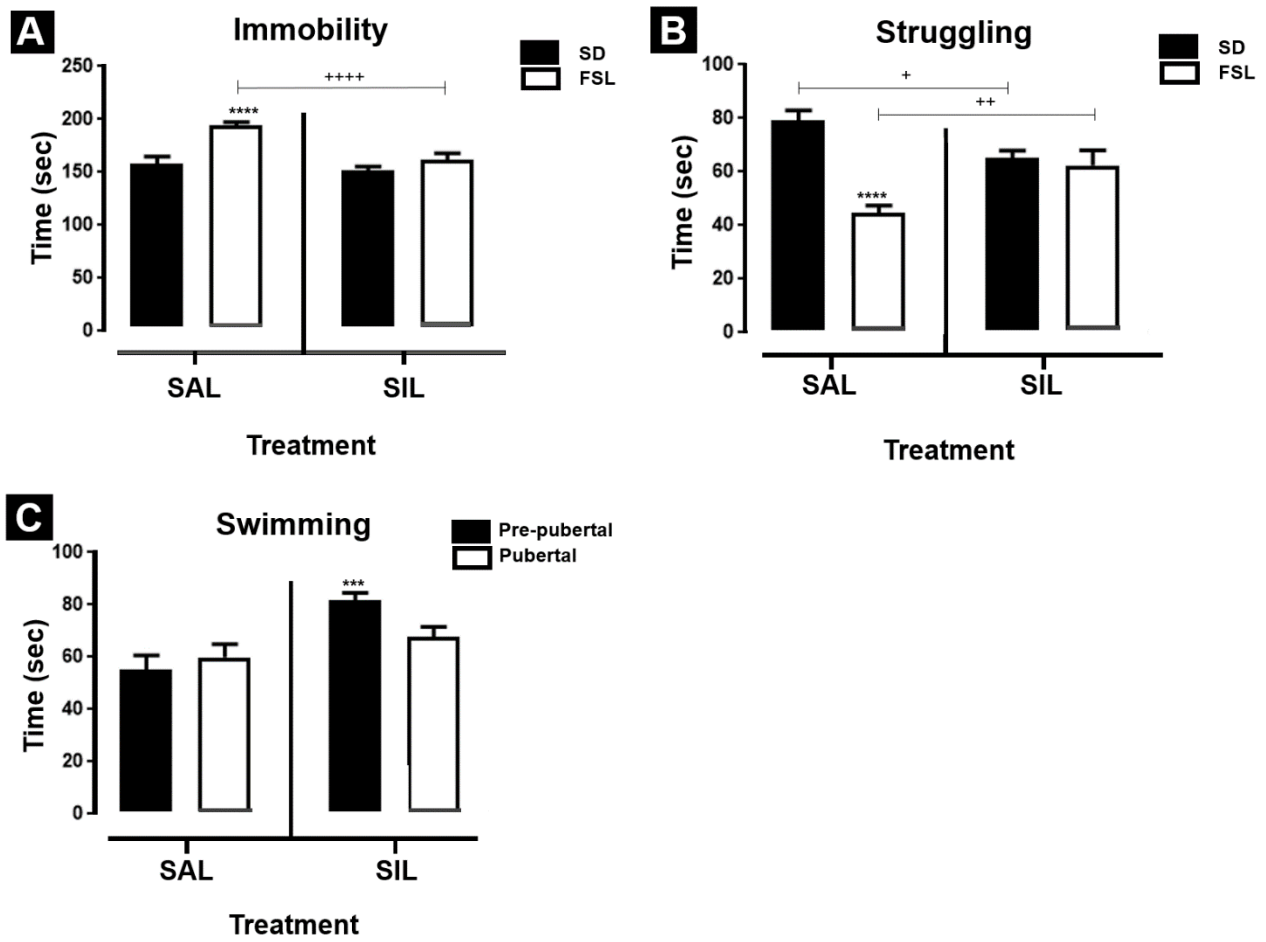 A
Immobility
SD
FSL
250
200
150
100
50
0
Time (sec)
++++
****
SAL
SIL
Treatment
B
Struggling
SD
FSL
100
80
60
40
20
0
Time (sec)
+
++
****
SAL
SIL
Treatment
C
Swimming
Pre-pubertal
Pubertal
100
80
60
40
20
0
Time (sec)
***
SAL
SIL
Treatment